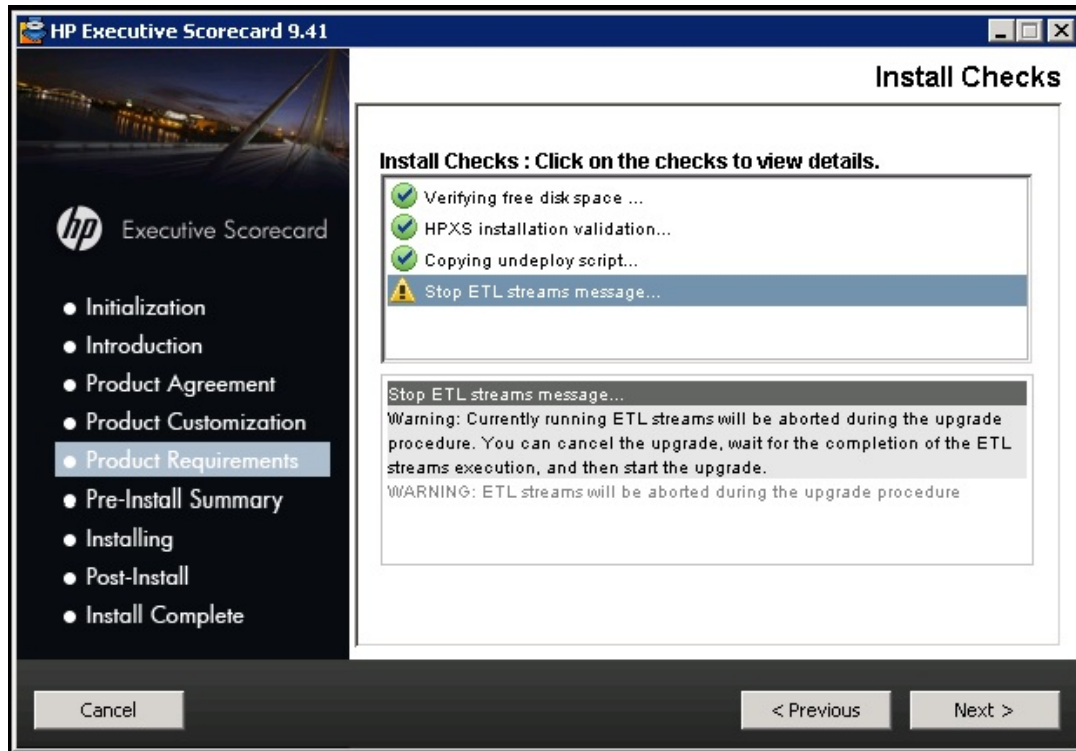 HP Executive Scorecard 9.41
Install Checks
hp Executive Scorecard
Initialization
Introduction
Product Agreement
Product Customization
Product Requirements
Pre-Install Summary
Installing
Post-Install
Install Complete
Install Checks : Click on the checks to view details.
Verifying free disk space ...
HPXS installation validation...
Copying undeploy script...
Stop ETL streams message...
Stop ETL streams message...
Warning: Currently running ETL streams will be aborted during the upgrade
procedure. You can cancel the upgrade, wait for the completion of the ETL
streams execution, and then start the upgrade.
WARNING: ETL streams will be aborted during the upgrade procedure
Cancel
< Previous
Next >